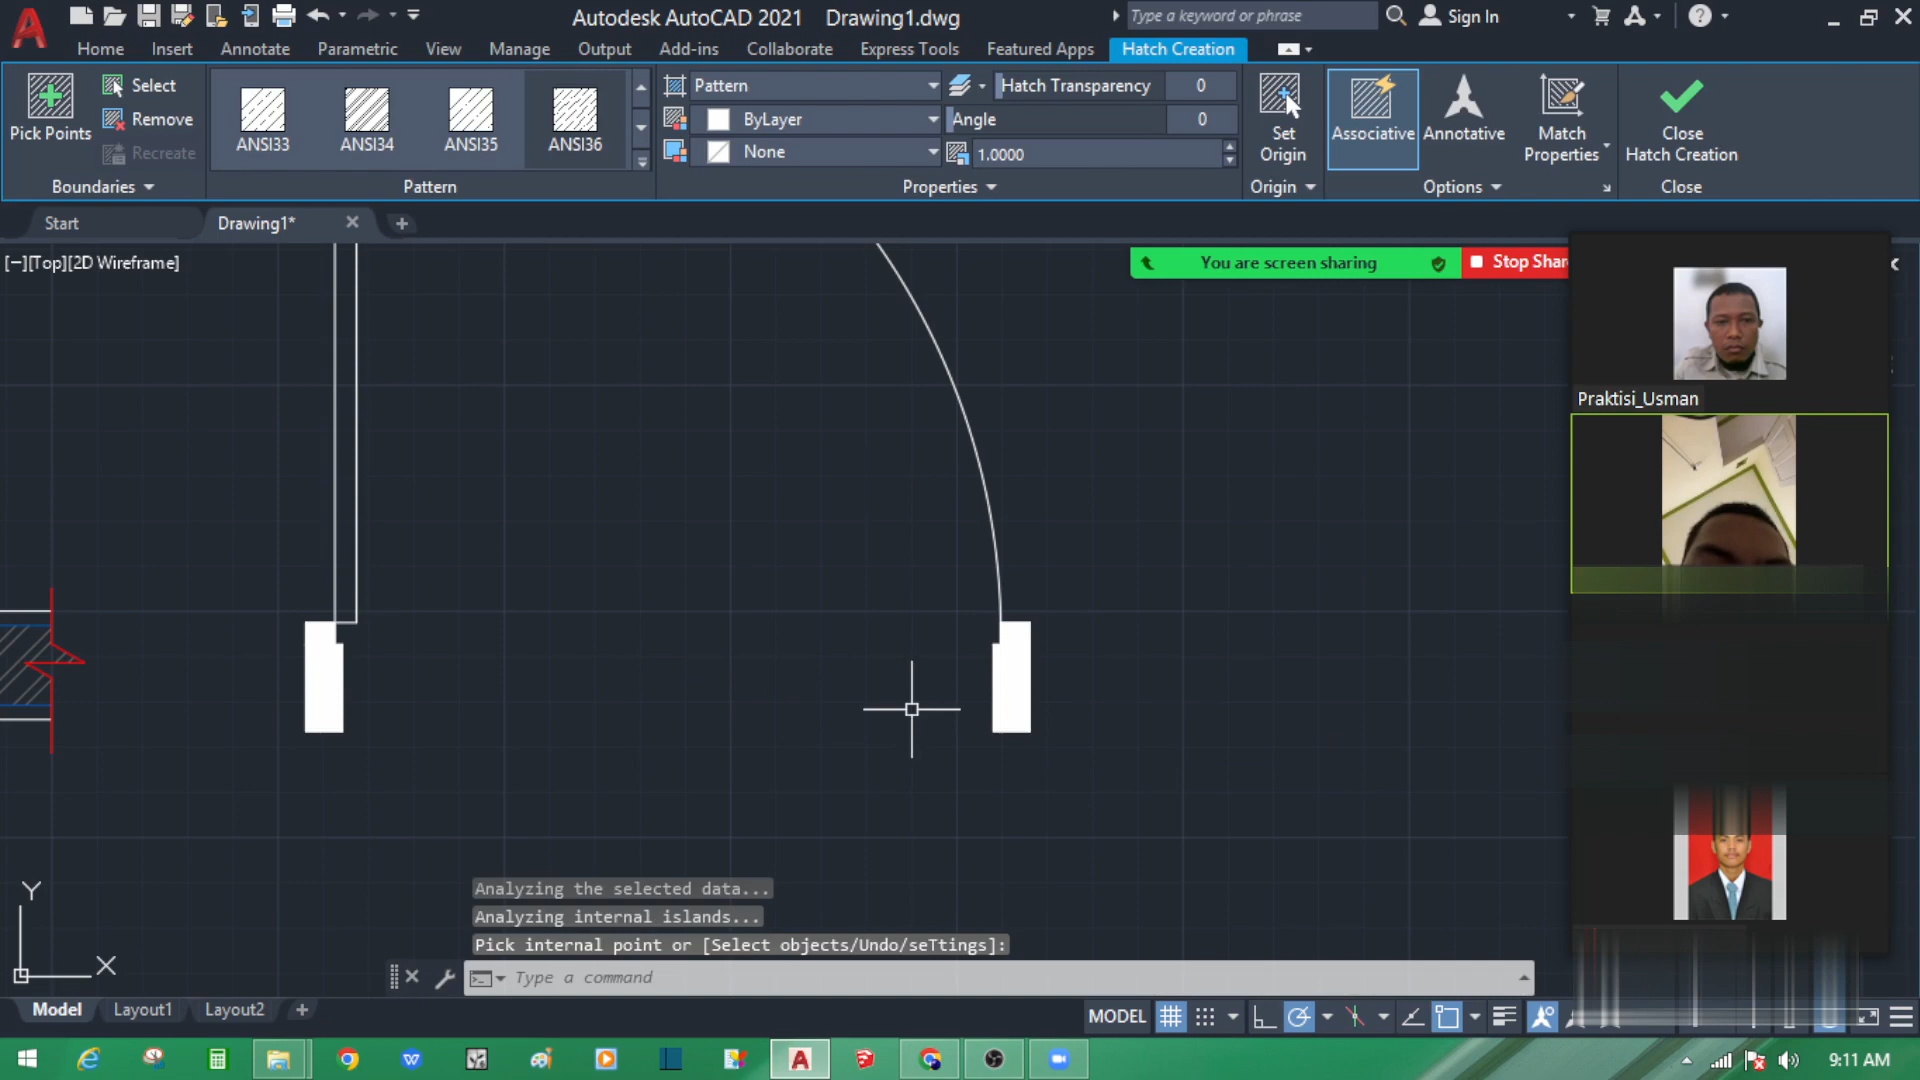 Autodesk AutoCAD 2021 Drawing1.dwg
Type a keyword or phrase
Sign In
Home Insert Annotate Parametric View Manage Output Add-ins Collaborate Express Tools Featured Apps Hatch Creation
Pick Points
Select
Remove
Recreate
Boundaries
ANSI33
ANSI34
ANSI35
ANSI36
Pattern
Pattern
ByLayer
None
Hatch Transparency 0
Angle 0
1.0000
Properties
Set
Origin
Origin
Associative
Annotative
Match
Properties
Options
Close
Hatch Creation
Close
Start
Drawing1*
[−][Top][2D Wireframe]
You are screen sharing
Stop Shar
Praktisi_Usman
Y
X
Analyzing the selected data...
Analyzing internal islands...
Pick internal point or [Select objects/Undo/seTtings]:
Type a command
Model Layout1 Layout2
MODEL
9:11 AM